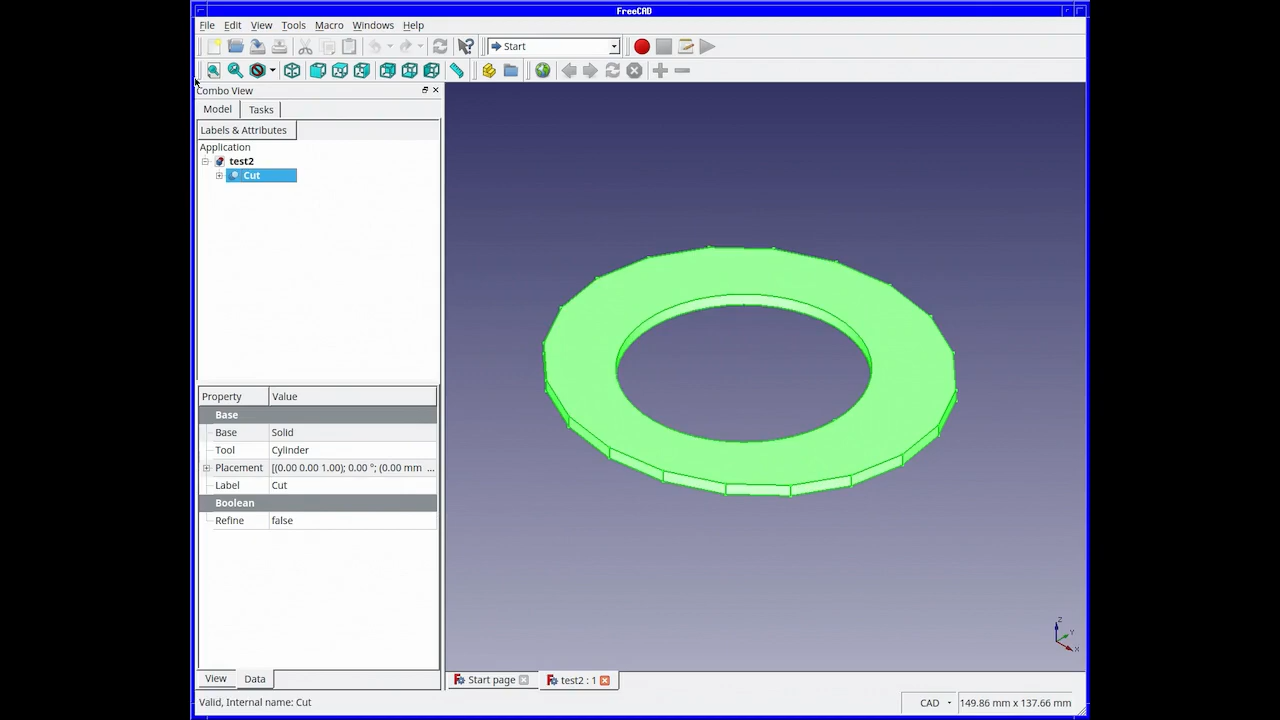 FreeCAD
File Edit View Tools Macro Windows Help
Start
Combo View
Model Tasks
Labels & Attributes
Application
test2
Cut
Property Value
Base
Base Solid
Tool Cylinder
Placement [(0.00 0.00 1.00); 0.00 °; (0.00 mm ...
Label Cut
Boolean
Refine false
View Data
Start page
test2 : 1
Valid, Internal name: Cut
CAD 149.86 mm x 137.66 mm
Z
Y
X